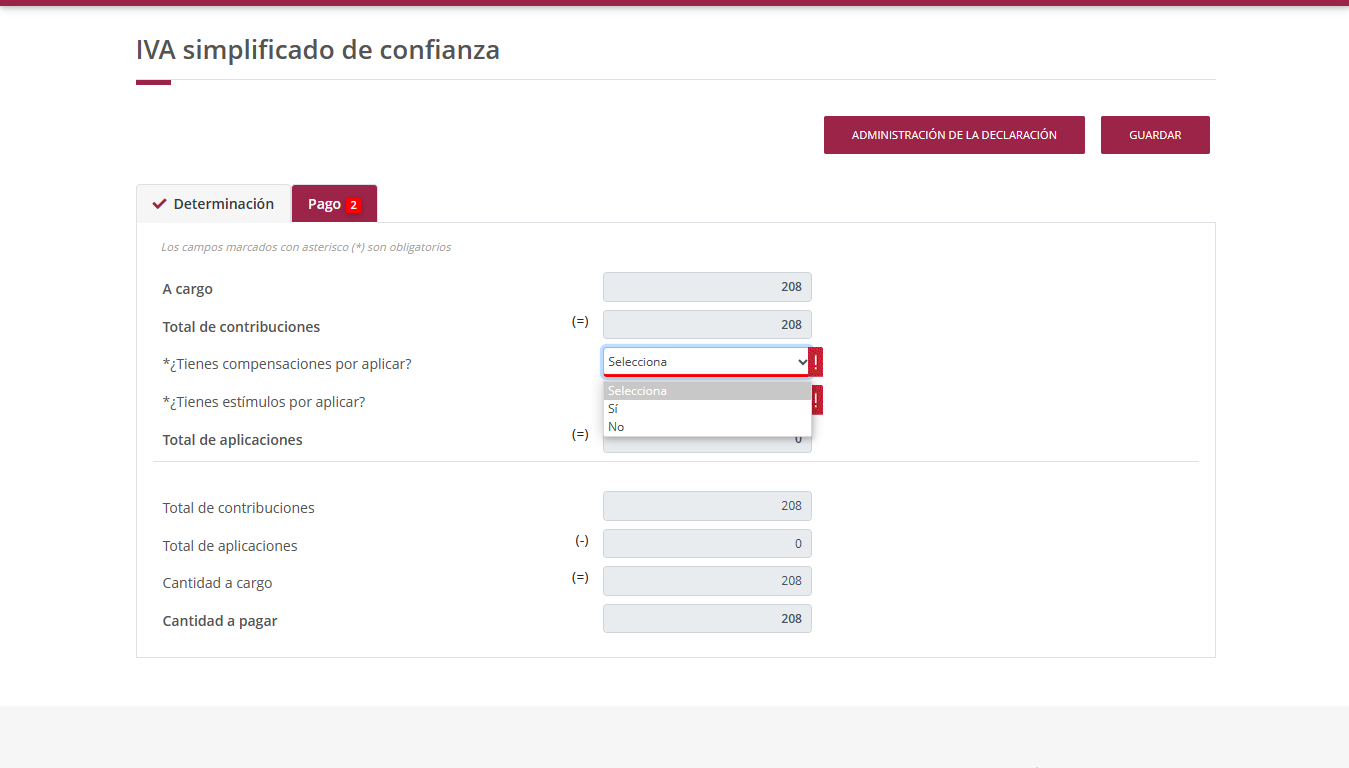 IVA simplificado de confianza
ADMINISTRACIÓN DE LA DECLARACIÓN GUARDAR
Determinación Pago 2
Los campos marcados con asterisco (*) son obligatorios
A cargo 208
Total de contribuciones (=) 208
*¿Tienes compensaciones por aplicar? Selecciona !
Selecciona
*¿Tienes estímulos por aplicar? Sí !
No
Total de aplicaciones (=) 0
Total de contribuciones 208
Total de aplicaciones (-) 0
Cantidad a cargo (=) 208
Cantidad a pagar 208